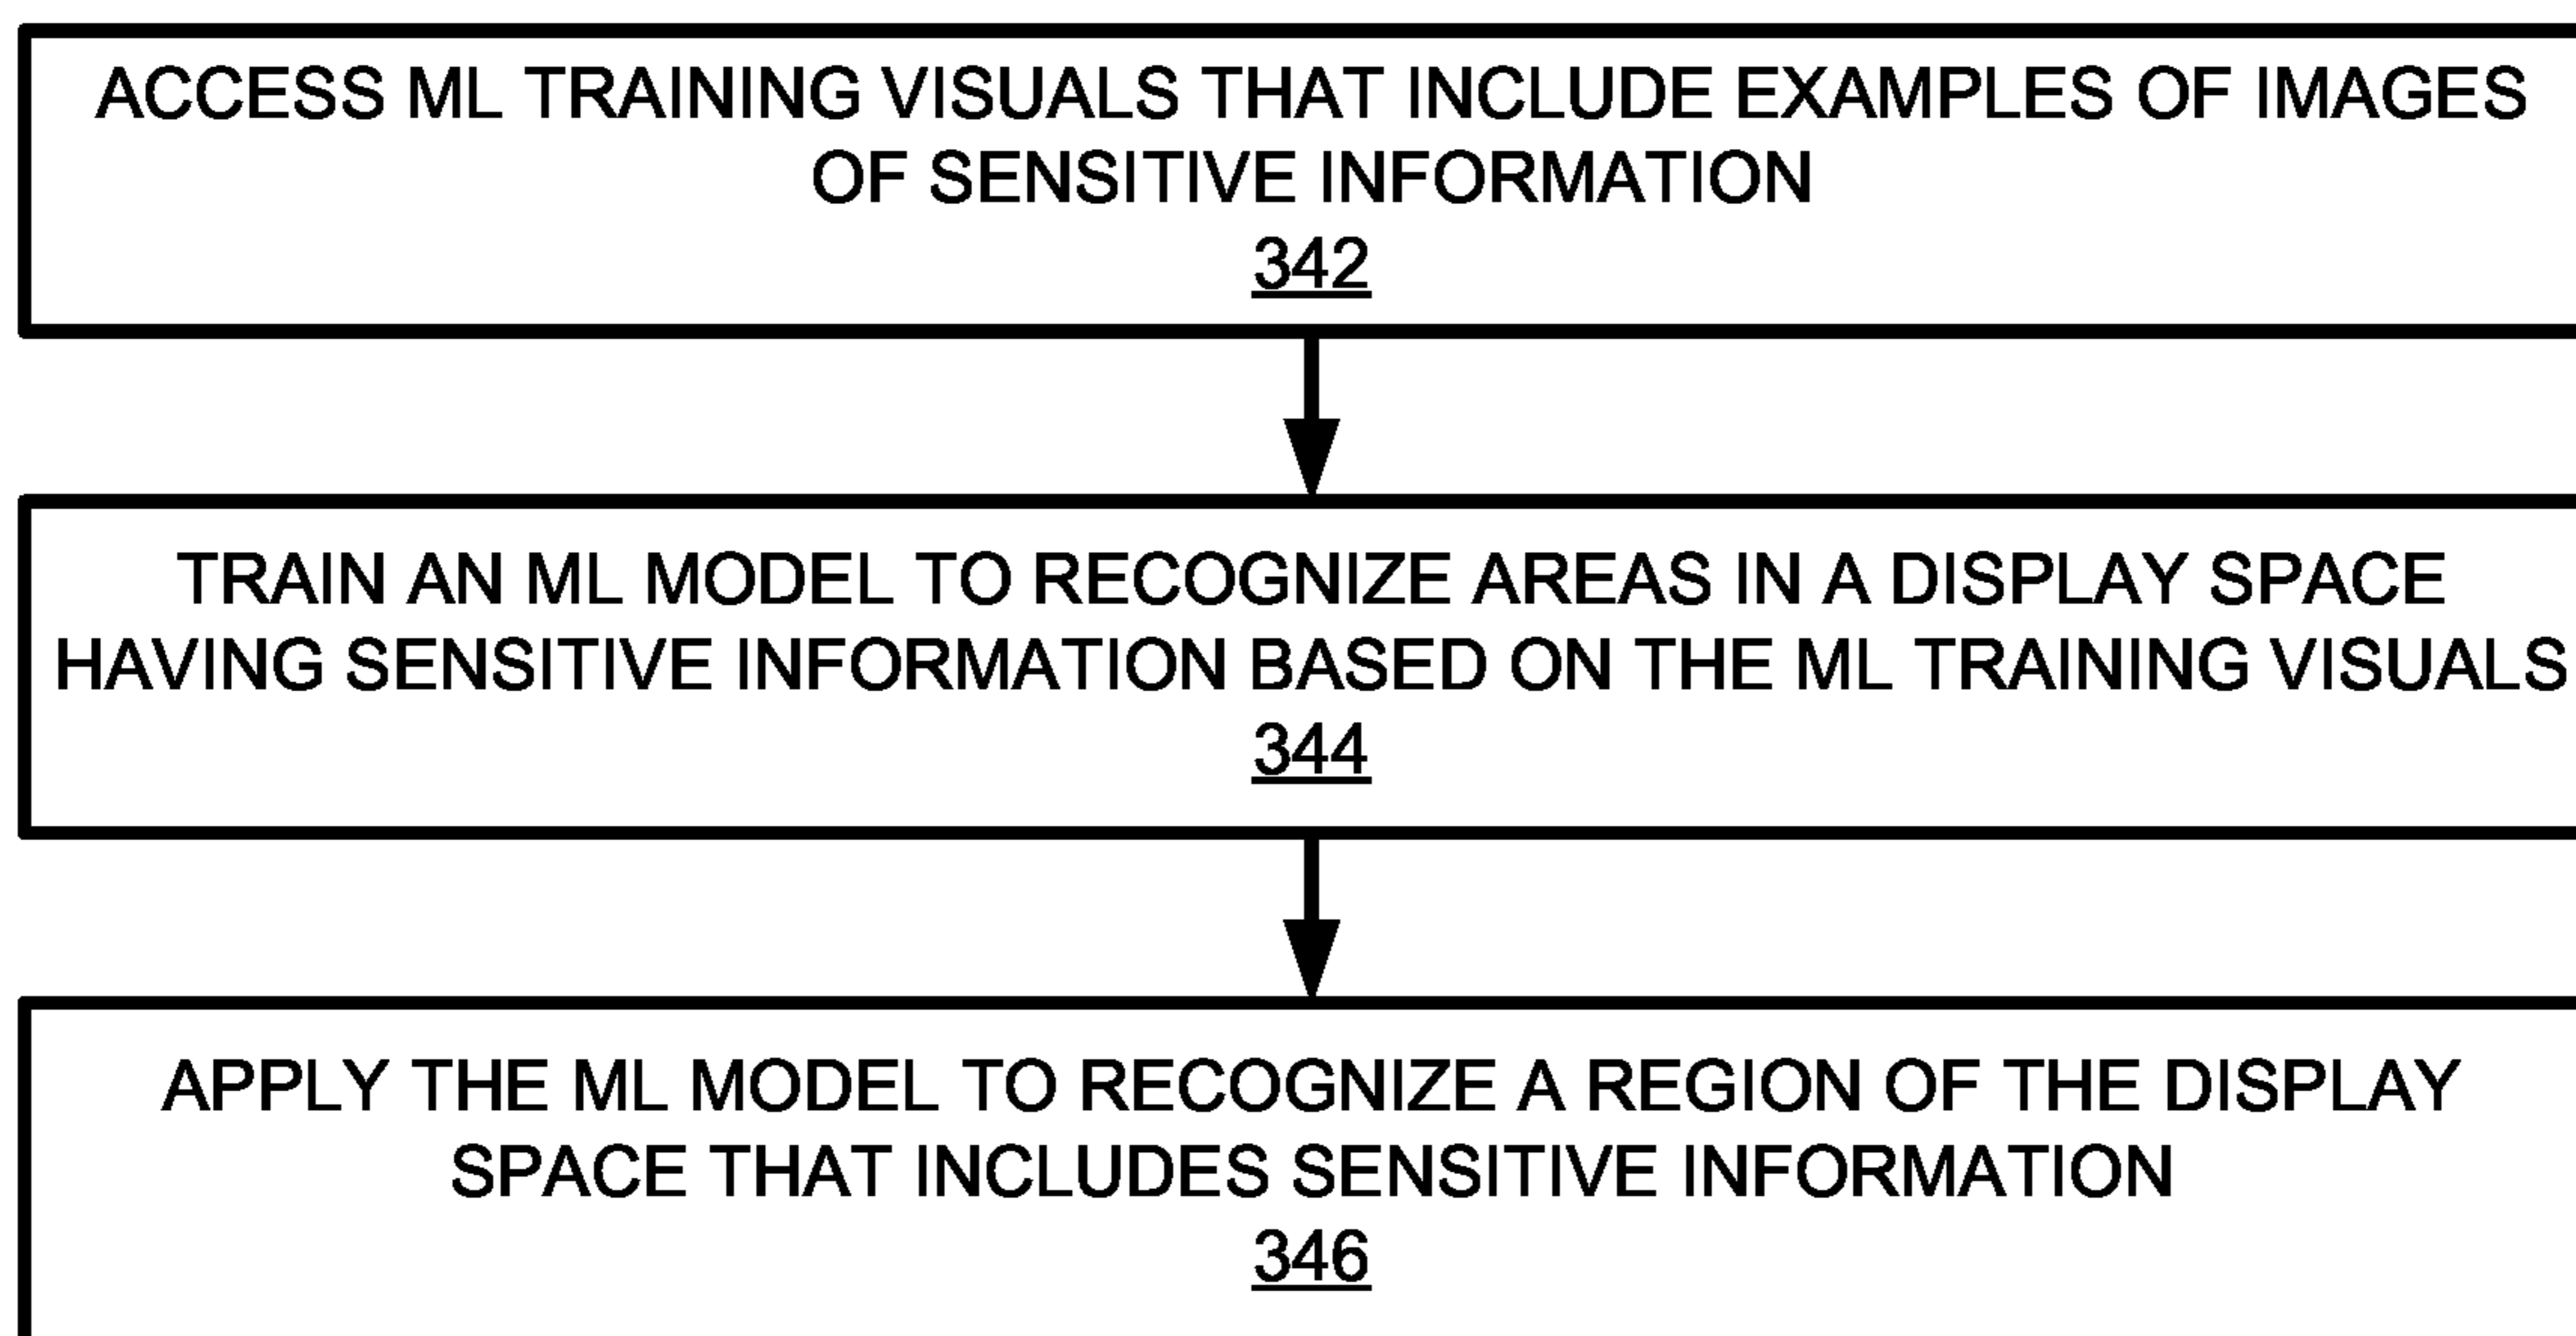 ACCESS ML TRAINING VISUALS THAT INCLUDE EXAMPLES OF IMAGES
OF SENSITIVE INFORMATION
342
TRAIN AN ML MODEL TO RECOGNIZE AREAS IN A DISPLAY SPACE
HAVING SENSITIVE INFORMATION BASED ON THE ML TRAINING VISUALS
344
APPLY THE ML MODEL TO RECOGNIZE A REGION OF THE DISPLAY
SPACE THAT INCLUDES SENSITIVE INFORMATION
346